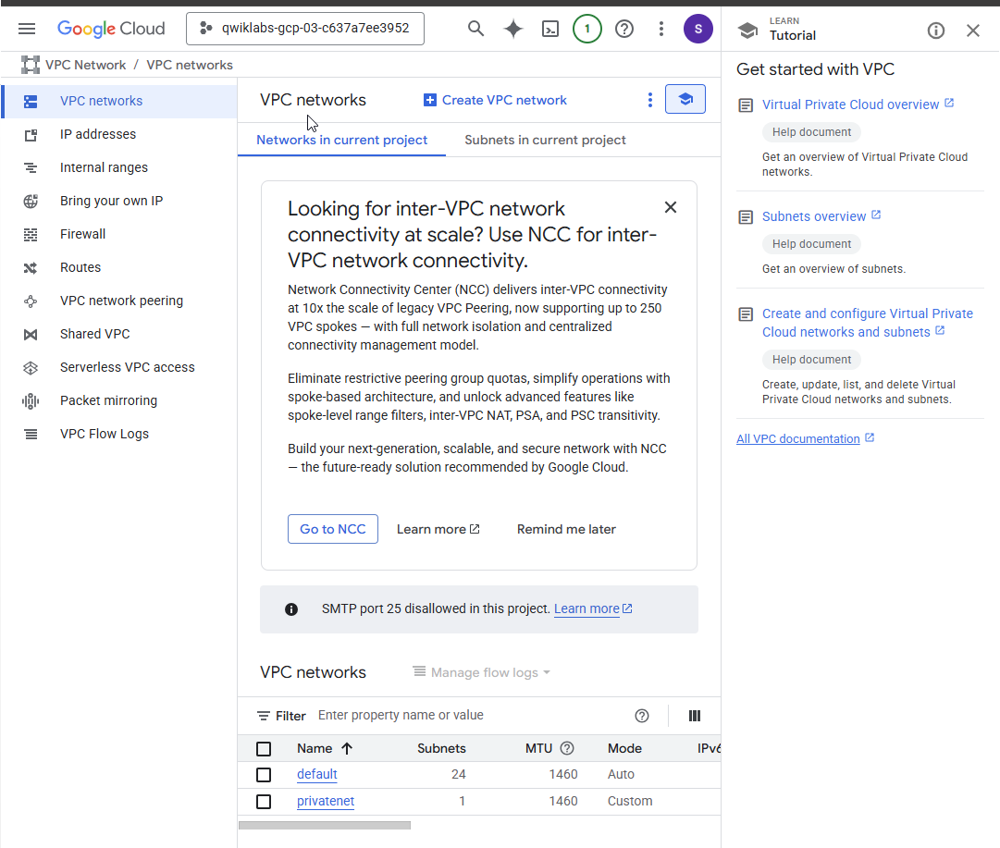 Google Cloud
qwiklabs-gcp-03-c637a7ee3952
1
S
LEARN
Tutorial
VPC Network / VPC networks
VPC networks
IP addresses
Internal ranges
Bring your own IP
Firewall
Routes
VPC network peering
Shared VPC
Serverless VPC access
Packet mirroring
VPC Flow Logs
VPC networks
Create VPC network
Networks in current project
Subnets in current project
Looking for inter-VPC network
connectivity at scale? Use NCC for inter-
VPC network connectivity.
Network Connectivity Center (NCC) delivers inter-VPC connectivity
at 10x the scale of legacy VPC Peering, now supporting up to 250
VPC spokes — with full network isolation and centralized
connectivity management model.
Eliminate restrictive peering group quotas, simplify operations with
spoke-based architecture, and unlock advanced features like
spoke-level range filters, inter-VPC NAT, PSA, and PSC transitivity.
Build your next-generation, scalable, and secure network with NCC
— the future-ready solution recommended by Google Cloud.
Go to NCC
Learn more
Remind me later
SMTP port 25 disallowed in this project. Learn more
VPC networks
Manage flow logs
Filter Enter property name or value
Name Subnets MTU Mode IPv6
default 24 1460 Auto
privatenet 1 1460 Custom
Get started with VPC
Virtual Private Cloud overview
Help document
Get an overview of Virtual Private Cloud
networks.
Subnets overview
Help document
Get an overview of subnets.
Create and configure Virtual Private
Cloud networks and subnets
Help document
Create, update, list, and delete Virtual
Private Cloud networks and subnets.
All VPC documentation